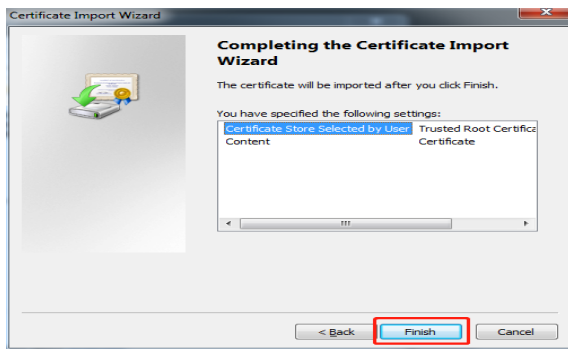 Certificate Import Wizard
Completing the Certificate Import
Wizard
The certificate will be imported after you click Finish.
You have specified the following settings:
Certificate Store Selected by User Trusted Root Certifica
Content Certificate
< Back Finish Cancel